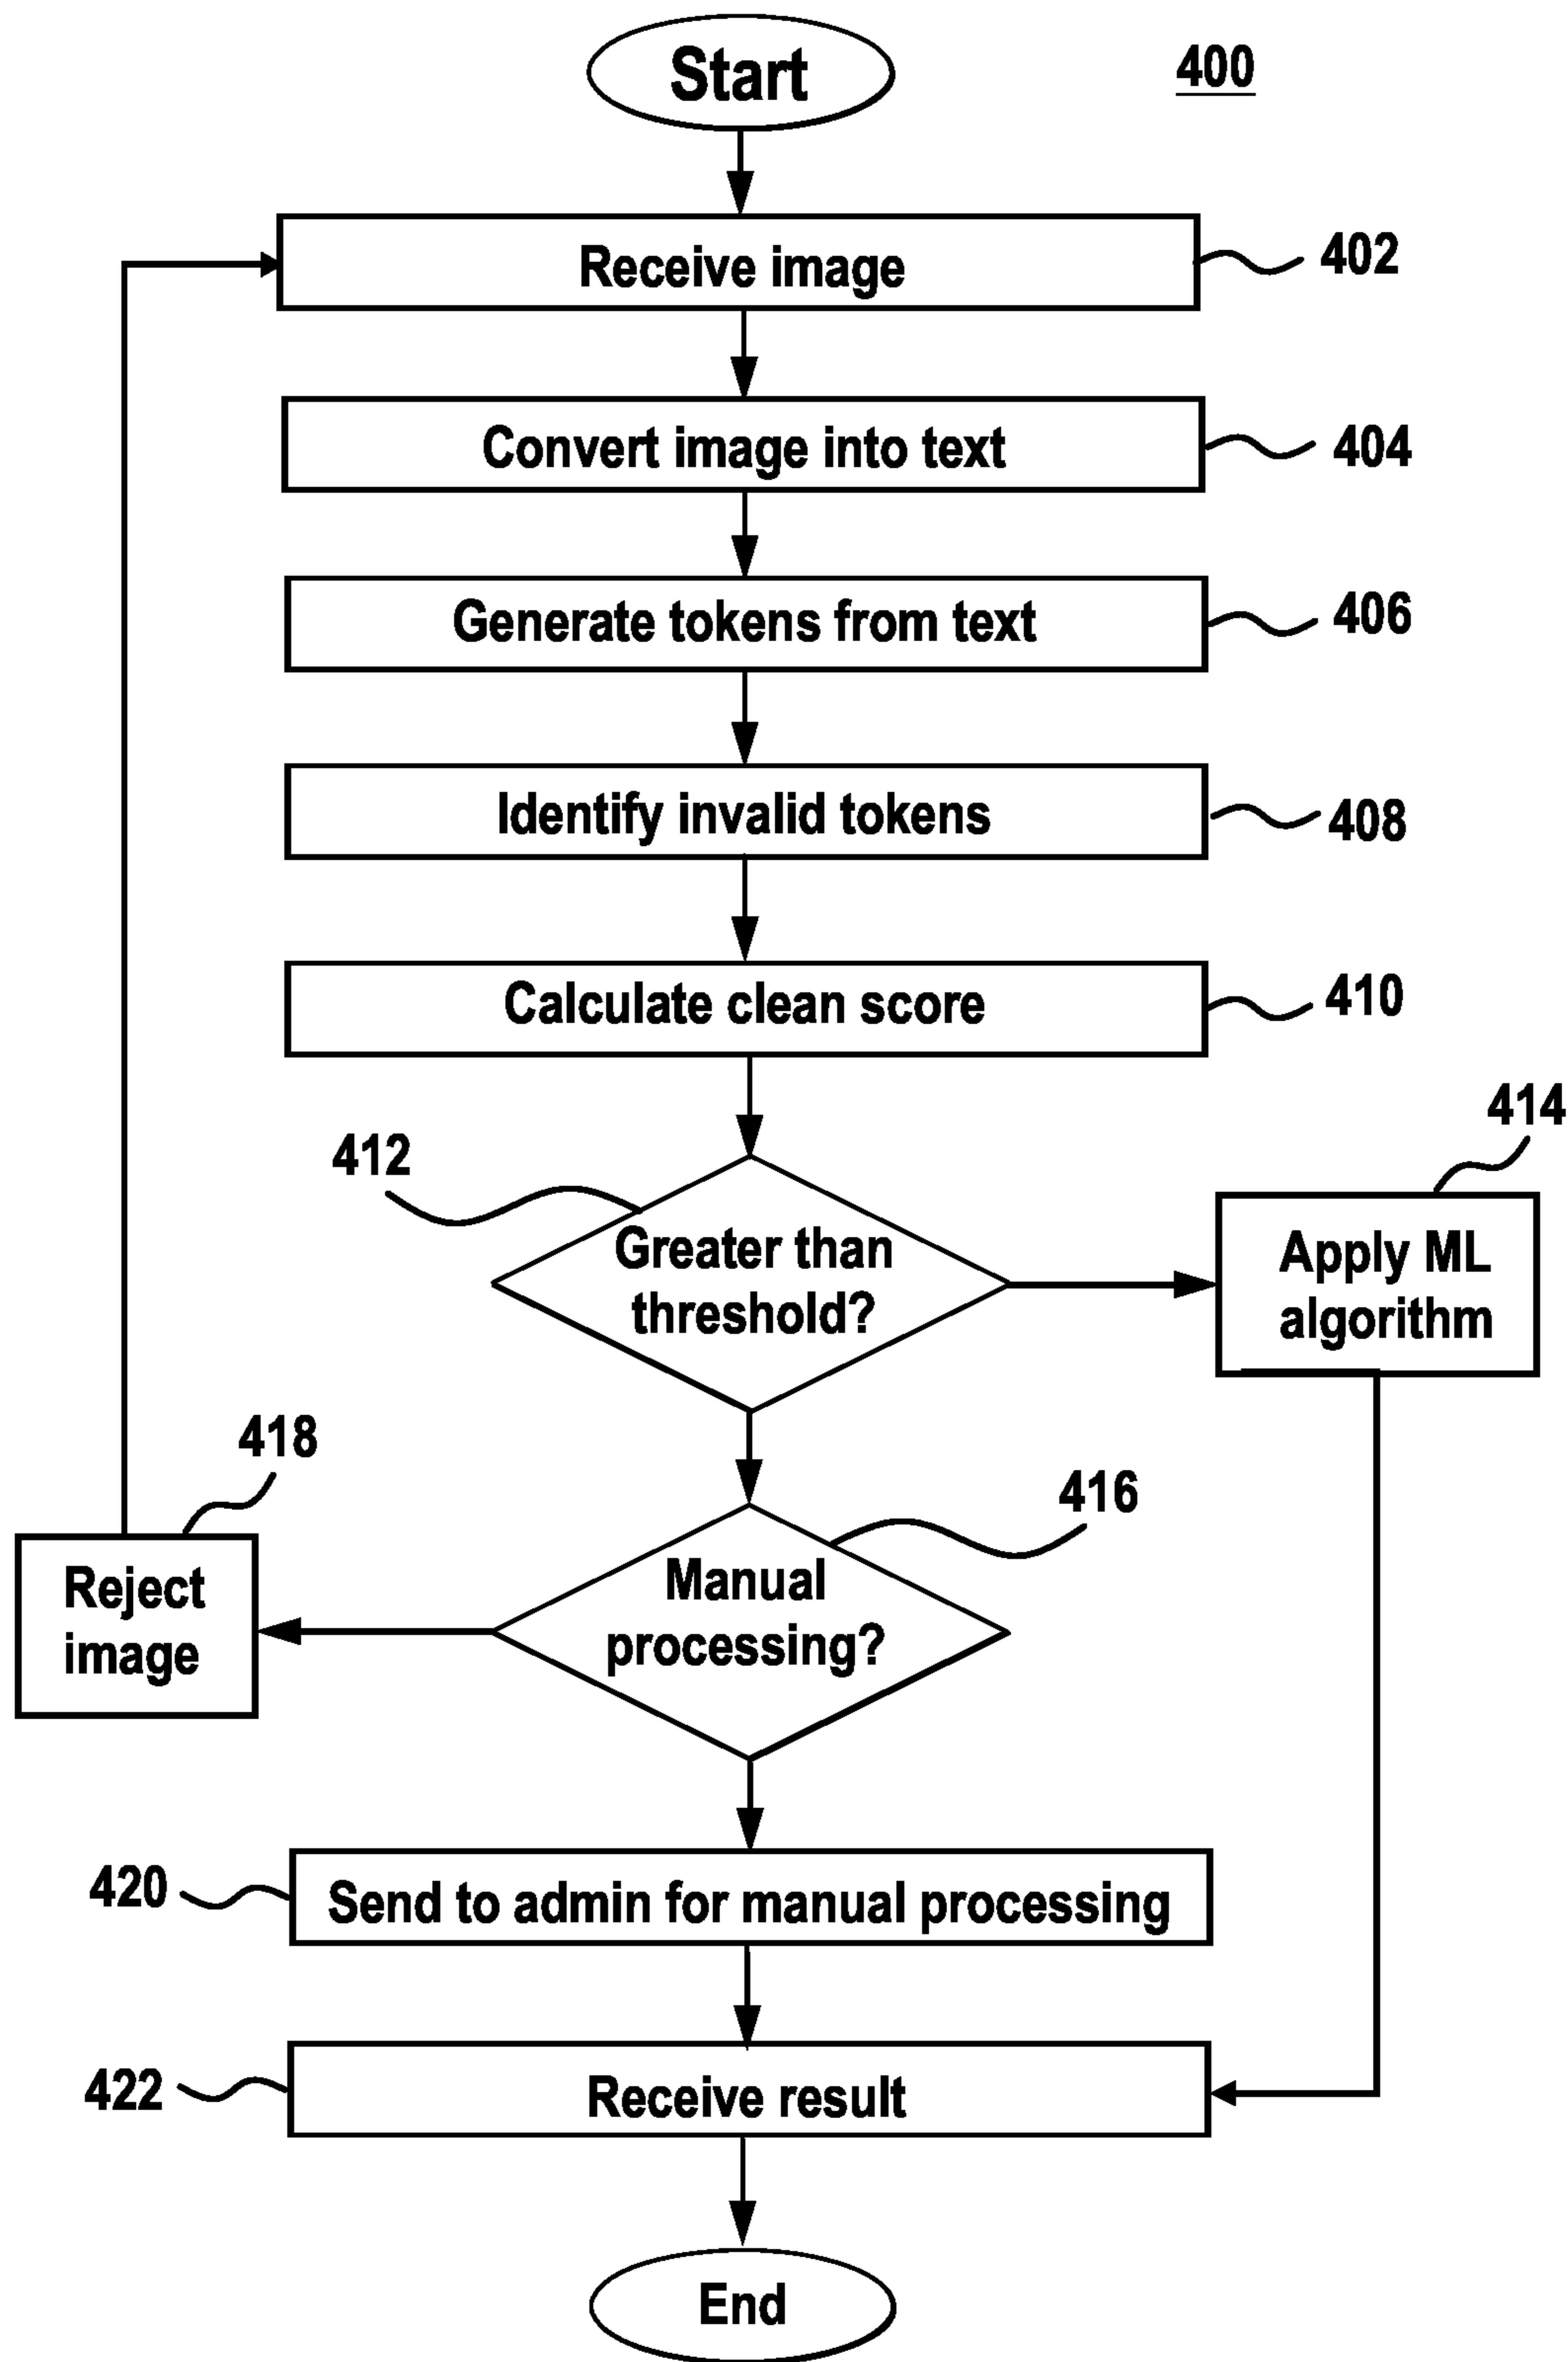 Start
400
Receive image
402
Convert image into text
404
Generate tokens from text
406
Identify invalid tokens
408
Calculate clean score
410
412
Greater than
threshold?
414
Apply ML
algorithm
418
Reject
image
416
Manual
processing?
420
Send to admin for manual processing
422
Receive result
End